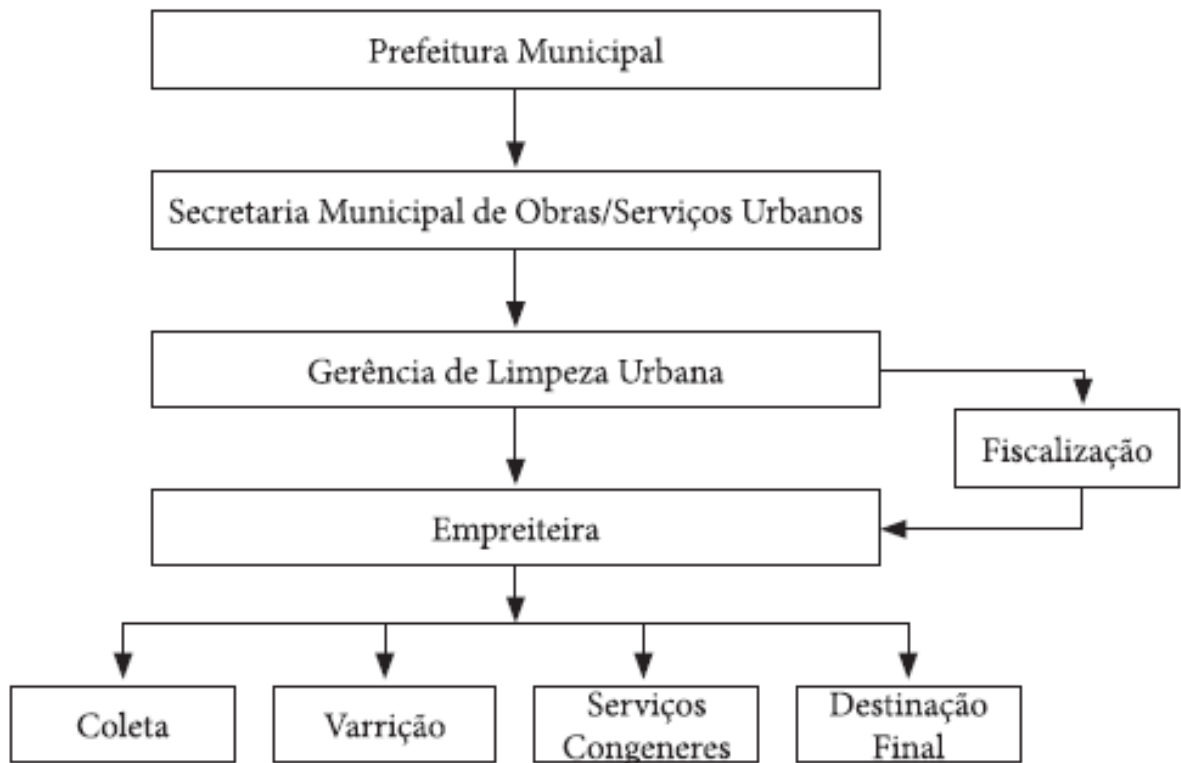 Prefeitura Municipal
Secretaria Municipal de Obras/Serviços Urbanos
Gerência de Limpeza Urbana
Fiscalização
Empreiteira
Coleta
Varrição
Serviços
Congeneres
Destinação
Final